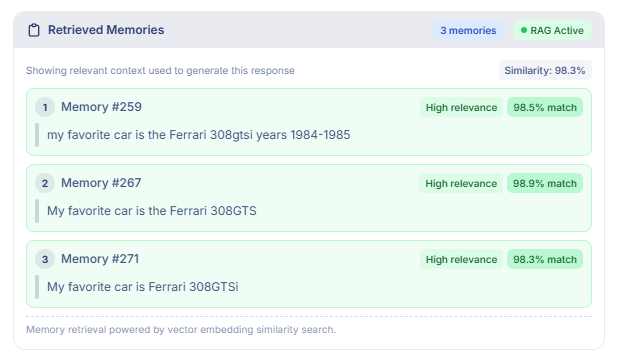 Retrieved Memories
3 memories
RAG Active
Showing relevant context used to generate this response
Similarity: 98.3%
1 Memory #259
High relevance
98.5% match
my favorite car is the Ferrari 308gtsi years 1984-1985
2 Memory #267
High relevance
98.9% match
My favorite car is the Ferrari 308GTS
3 Memory #271
High relevance
98.3% match
My favorite car is Ferrari 308GTSi
Memory retrieval powered by vector embedding similarity search.